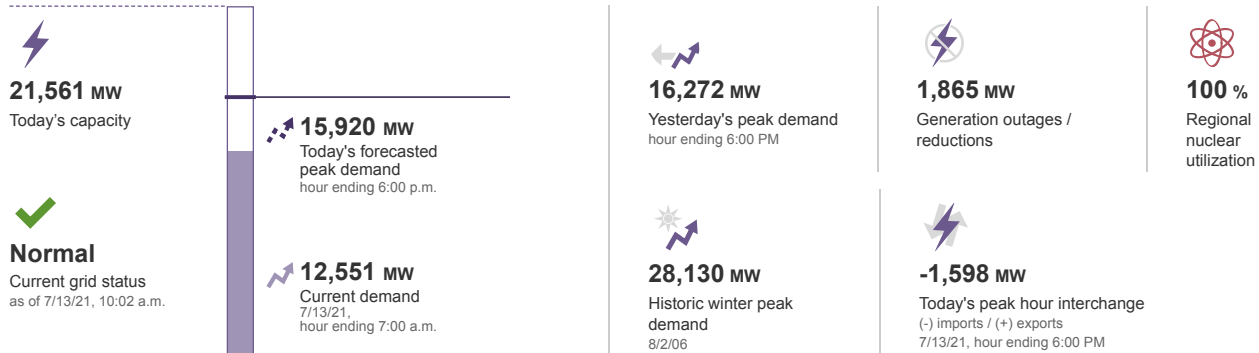 21,561 MW
Today's capacity
Normal
Current grid status
as of 7/13/21, 10:02 a.m.
15,920 MW
Today's forecasted
peak demand
hour ending 6:00 p.m.
12,551 MW
Current demand
7/13/21,
hour ending 7:00 a.m.
16,272 MW
Yesterday's peak demand
hour ending 6:00 PM
1,865 MW
Generation outages /
reductions
100 %
Regional
nuclear
utilization
28,130 MW
Historic winter peak
demand
8/2/06
-1,598 MW
Today's peak hour interchange
(-) imports / (+) exports
7/13/21, hour ending 6:00 PM